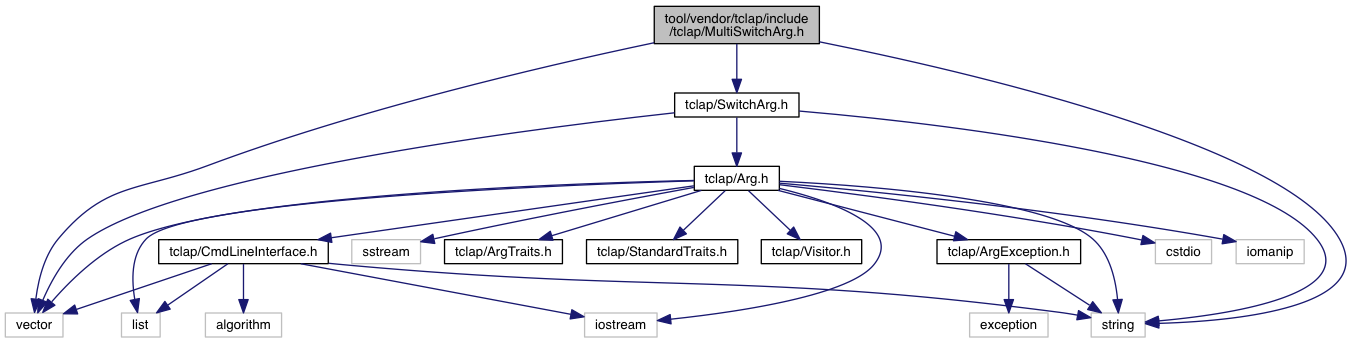 tool/vendor/tclap/include
/tclap/MultiSwitchArg.h
tclap/SwitchArg.h
tclap/Arg.h
tclap/CmdLineInterface.h
sstream
tclap/ArgTraits.h
tclap/StandardTraits.h
tclap/Visitor.h
tclap/ArgException.h
cstdio
iomanip
vector
list
algorithm
iostream
exception
string